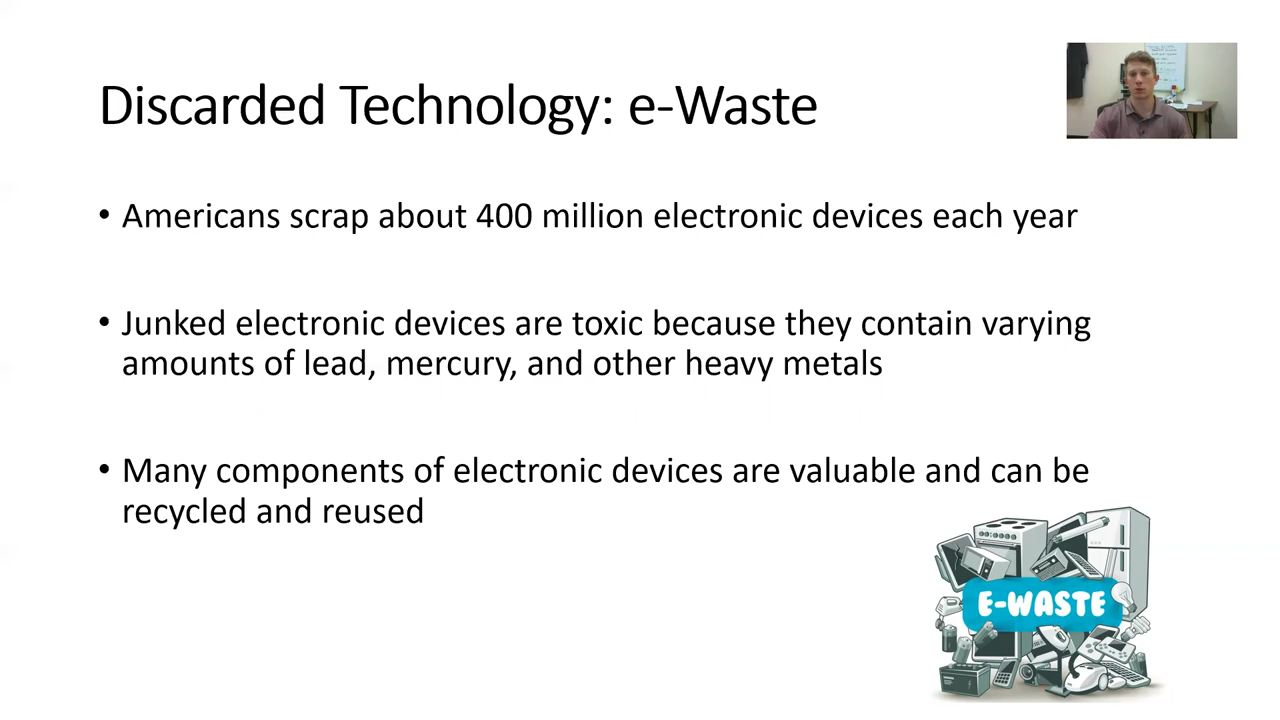 Discarded Technology: e-Waste
• Americans scrap about 400 million electronic devices each year
• Junked electronic devices are toxic because they contain varying
amounts of lead, mercury, and other heavy metals
• Many components of electronic devices are valuable and can be
recycled and reused
E-WASTE